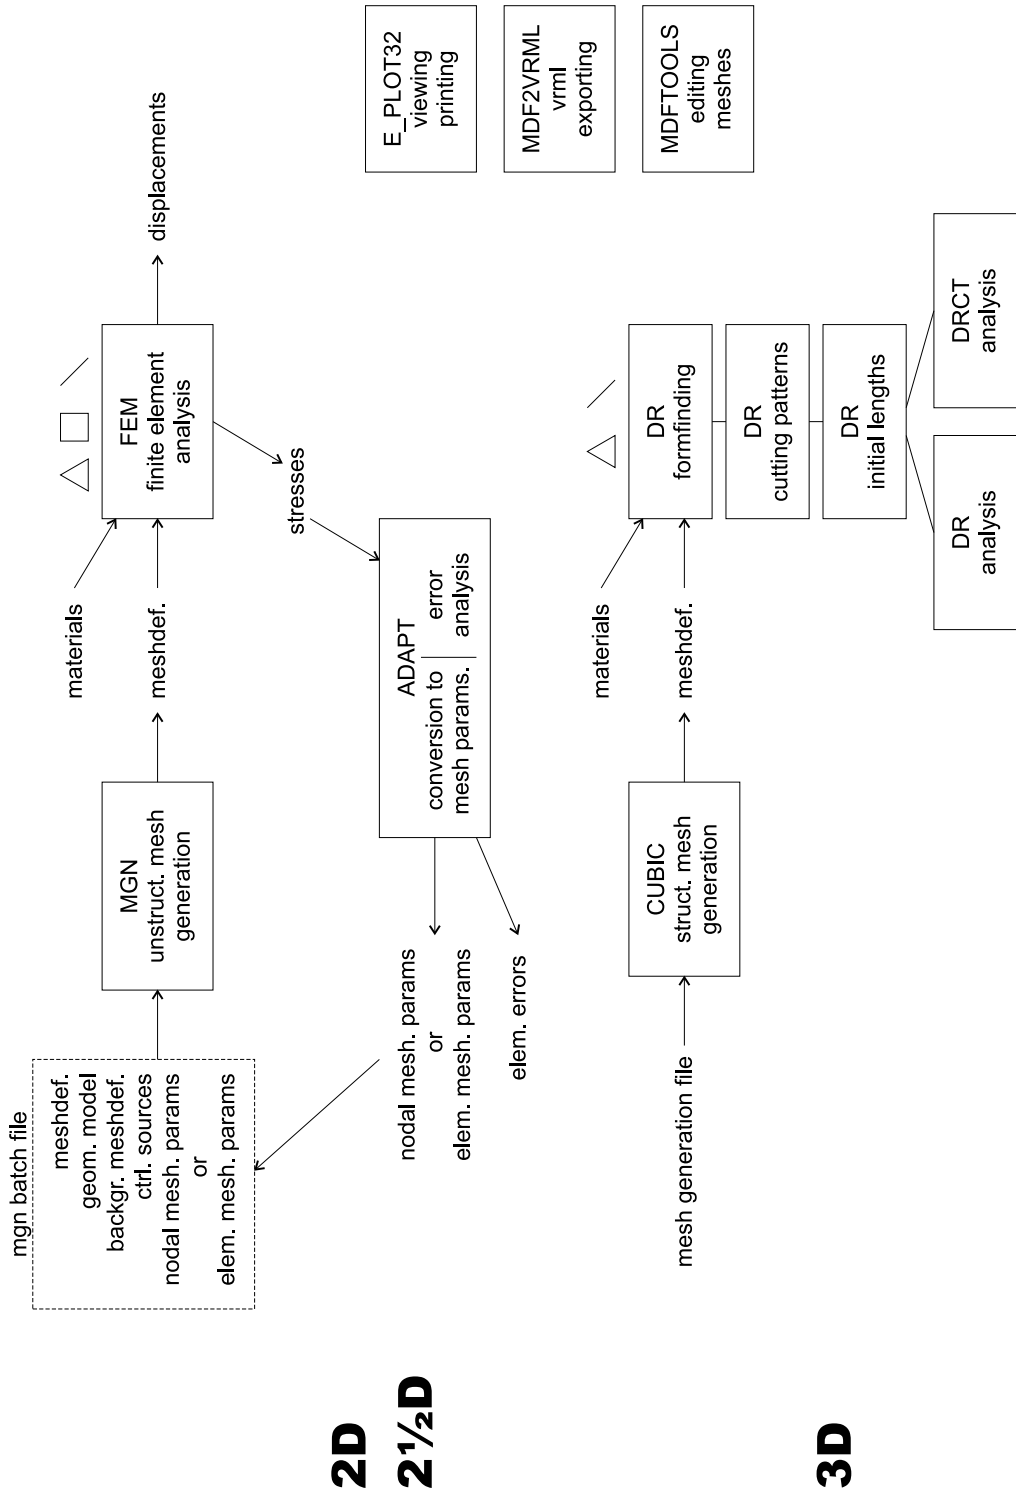 mgn batch file
meshdef.
geom. model
backgr. meshdef.
ctrl. sources
nodal mesh. params
or
elem. mesh. params
MGN
unstruct. mesh
generation
meshdef.
materials
FEM
finite element
analysis
displacements
stresses
2D
2½D
ADAPT
conversion to
mesh params.
error
analysis
nodal mesh. params
or
elem. mesh. params
elem. errors
E_PLOT32
viewing
printing
MDF2VRML
vrml
exporting
MDFTOOLS
editing
meshes
3D
mesh generation file
CUBIC
struct. mesh
generation
meshdef.
materials
DR
formfinding
DR
cutting patterns
DR
initial lengths
DR
analysis
DRCT
analysis